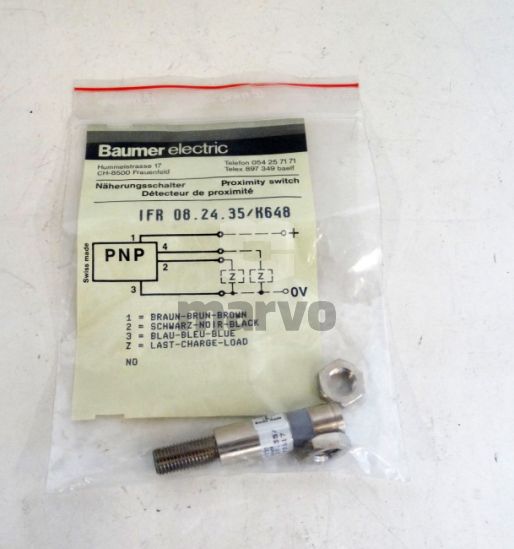 Baumer electric
Hummelstrasse 17
CH-8500 Frauenfeld
Telefon 054 25 71 71
Telex 897 349 baelf
Näherungsschalter Proximity switch
Détecteur de proximité
IFR 08.24.35/K648
Swiss made
PNP
1
4
2
3
+
Z Z
0V
marvo
1 = BRAUN-BRUN-BROWN
2 = SCHWARZ-NOIR-BLACK
3 = BLAU-BLEU-BLUE
Z = LAST-CHARGE-LOAD
NO